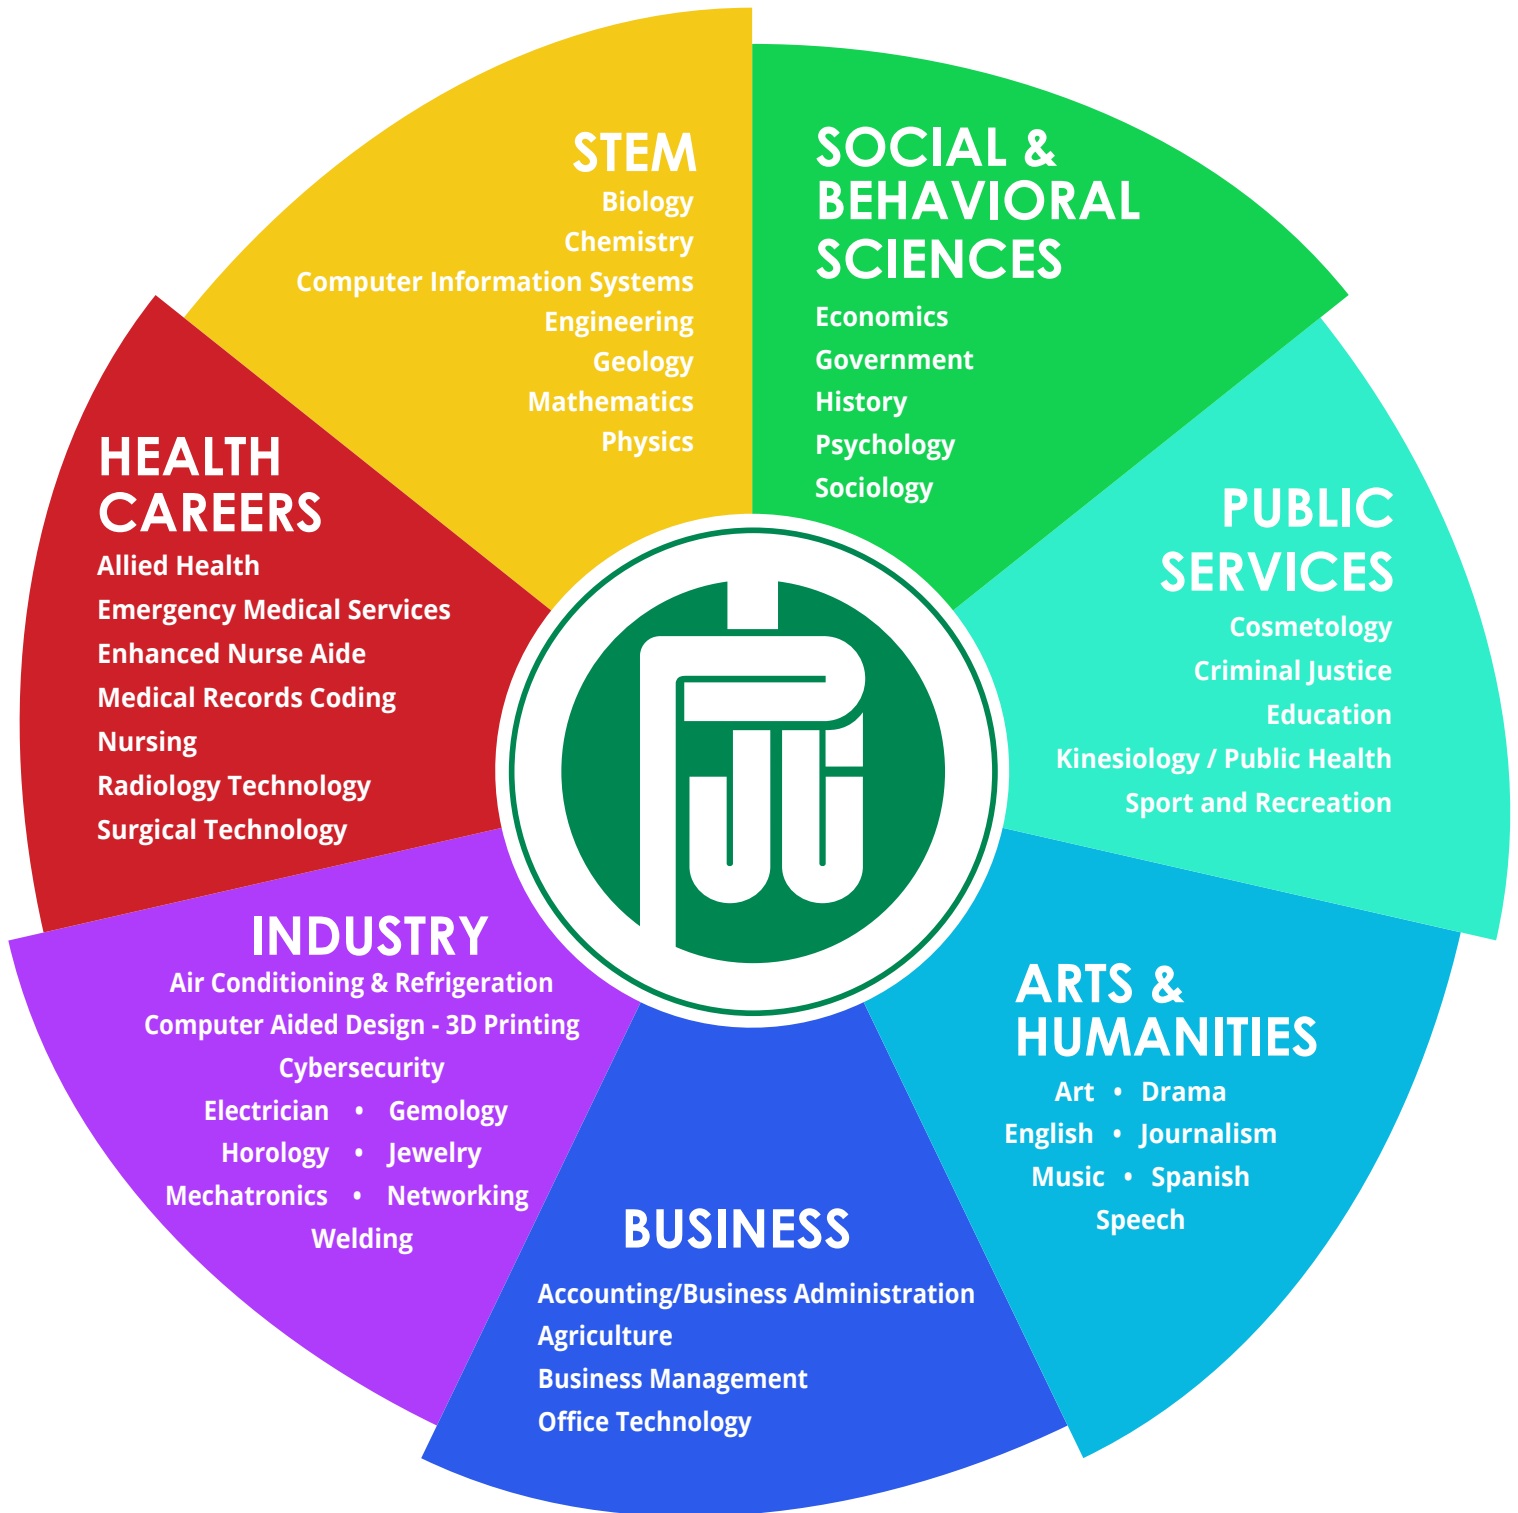 STEM
Biology
Chemistry
Computer Information Systems
Engineering
Geology
Mathematics
Physics
SOCIAL &
BEHAVIORAL
SCIENCES
Economics
Government
History
Psychology
Sociology
PUBLIC
SERVICES
Cosmetology
Criminal Justice
Education
Kinesiology / Public Health
Sport and Recreation
ARTS &
HUMANITIES
Art • Drama
English • Journalism
Music • Spanish
Speech
BUSINESS
Accounting/Business Administration
Agriculture
Business Management
Office Technology
INDUSTRY
Air Conditioning & Refrigeration
Computer Aided Design - 3D Printing
Cybersecurity
Electrician • Gemology
Horology • Jewelry
Mechatronics • Networking
Welding
HEALTH
CAREERS
Allied Health
Emergency Medical Services
Enhanced Nurse Aide
Medical Records Coding
Nursing
Radiology Technology
Surgical Technology
PJC